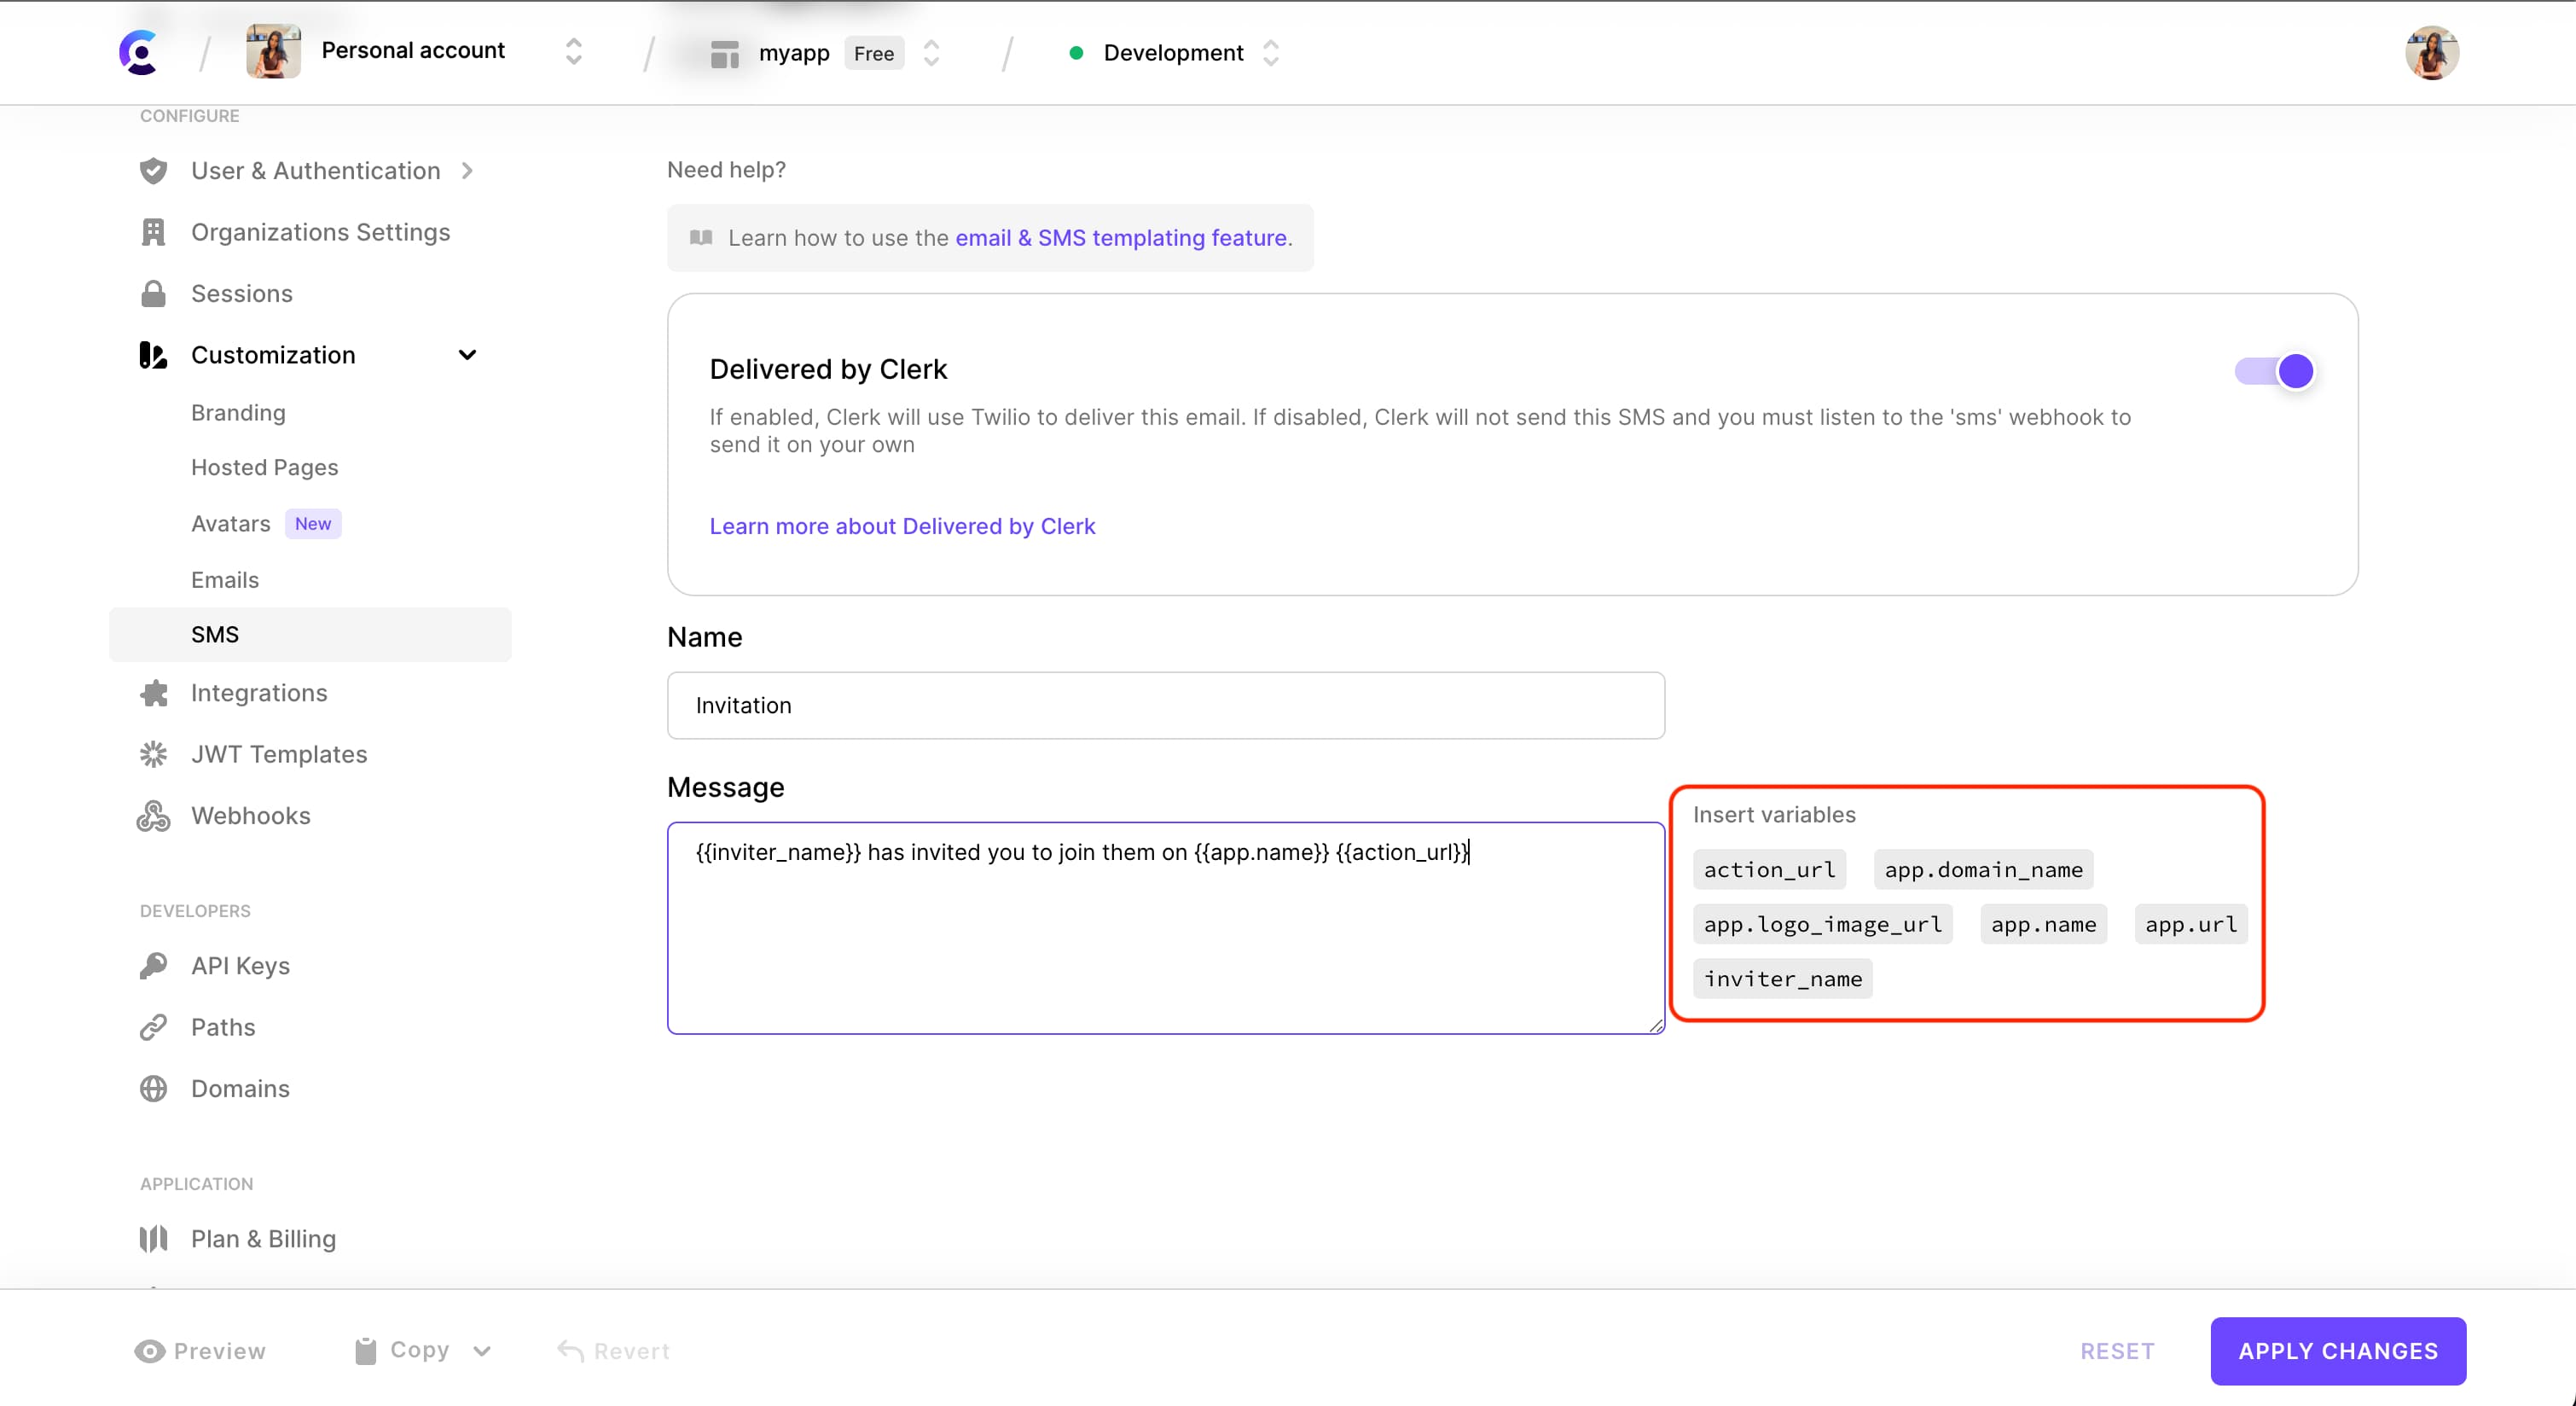 Personal account
myapp Free
Development
CONFIGURE
User & Authentication
Organizations Settings
Sessions
Customization
Branding
Hosted Pages
Avatars New
Emails
SMS
Integrations
JWT Templates
Webhooks
DEVELOPERS
API Keys
Paths
Domains
APPLICATION
Plan & Billing
Need help?
Learn how to use the email & SMS templating feature.
Delivered by Clerk
If enabled, Clerk will use Twilio to deliver this email. If disabled, Clerk will not send this SMS and you must listen to the 'sms' webhook to
send it on your own
Learn more about Delivered by Clerk
Name
Invitation
Message
{{inviter_name}} has invited you to join them on {{app.name}} {{action_url}}
Insert variables
action_url app.domain_name
app.logo_image_url app.name app.url
inviter_name
Preview
Copy
Revert
RESET
APPLY CHANGES